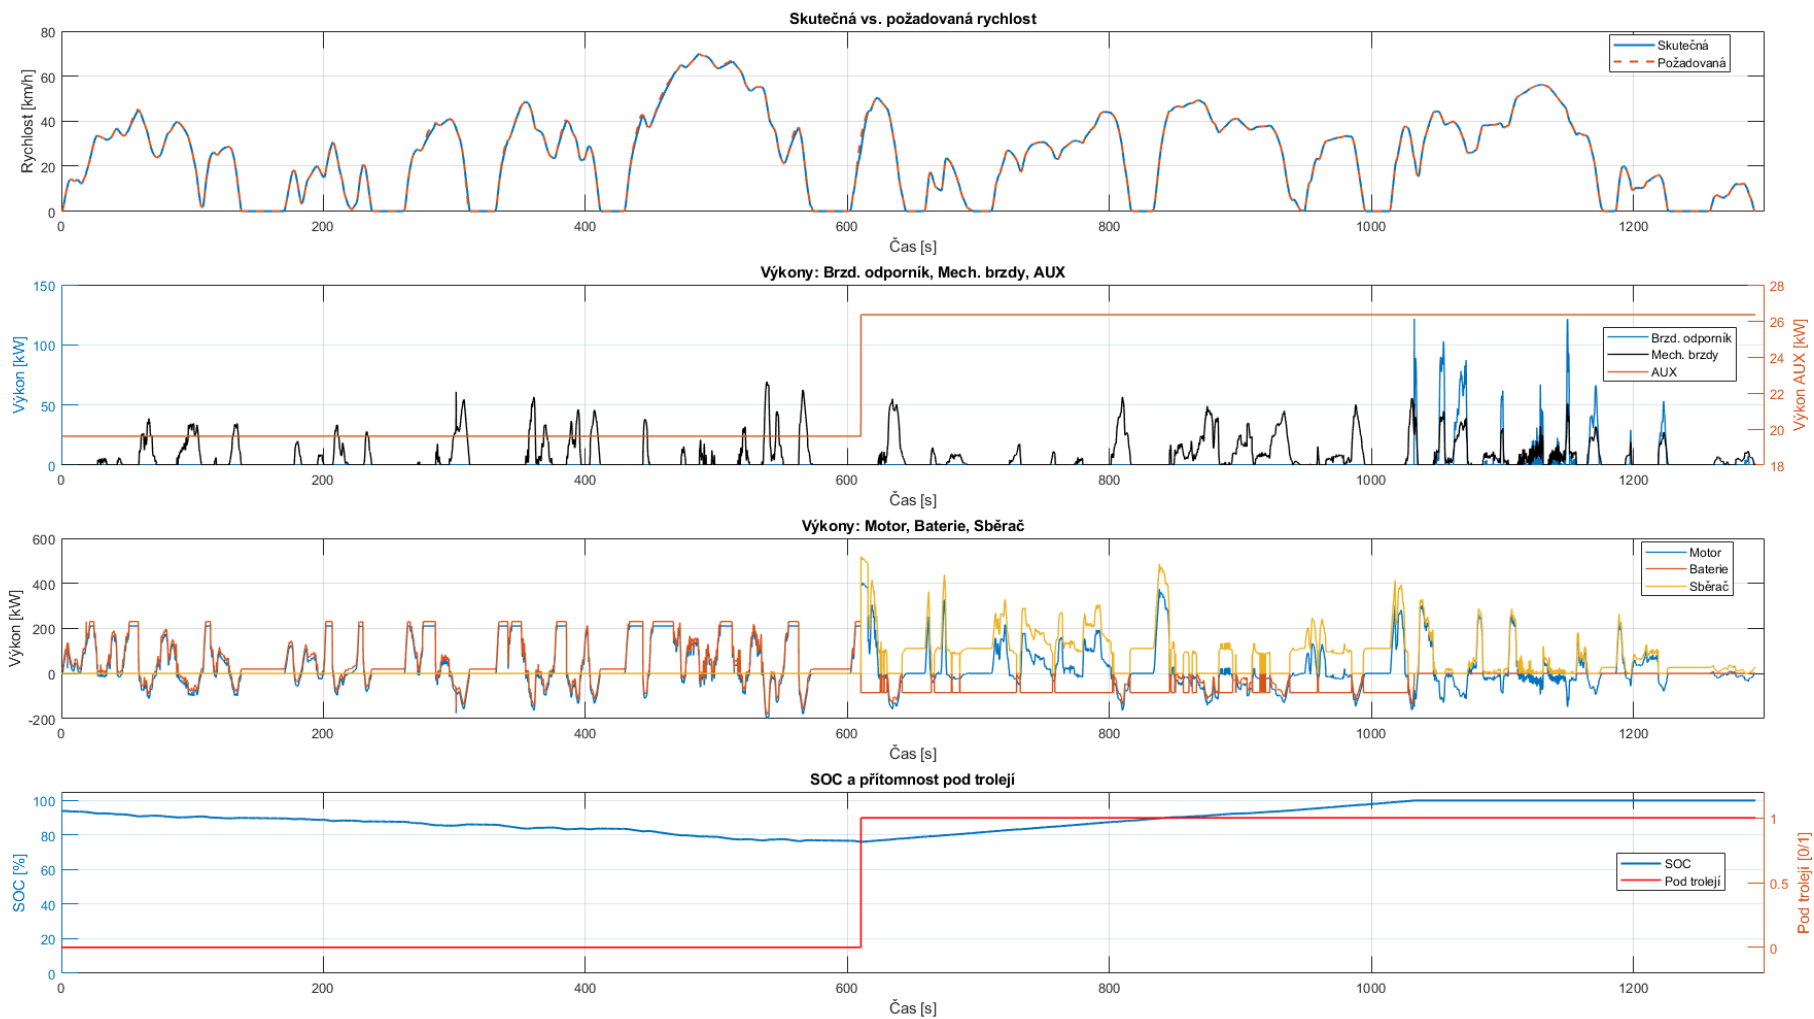 Skutečná vs. požadovaná rychlost
80
60
40
20
0
Rychlost [km/h]
Skutečná
Požadovaná
0 200 400 600 800 1000 1200
Čas [s]
Výkony: Brzd. odporník, Mech. brzdy, AUX
150
100
50
0
Výkon [kW]
28
26
24
22
20
18
Výkon AUX [kW]
Brzd. odporník
Mech. brzdy
AUX
0 200 400 600 800 1000 1200
Čas [s]
Výkony: Motor, Baterie, Sběrač
600
400
200
0
-200
Výkon [kW]
Motor
Baterie
Sběrač
0 200 400 600 800 1000 1200
Čas [s]
SOC a přítomnost pod trolejí
100
80
60
40
20
0
SOC [%]
1
0.5
0
Pod trolejí [0/1]
SOC
Pod trolejí
0 200 400 600 800 1000 1200
Čas [s]